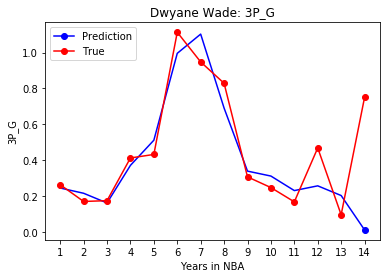 Dwyane Wade: 3P_G
Prediction
True
3P_G
1.0
0.8
0.6
0.4
0.2
0.0
1 2 3 4 5 6 7 8 9 10 11 12 13 14
Years in NBA